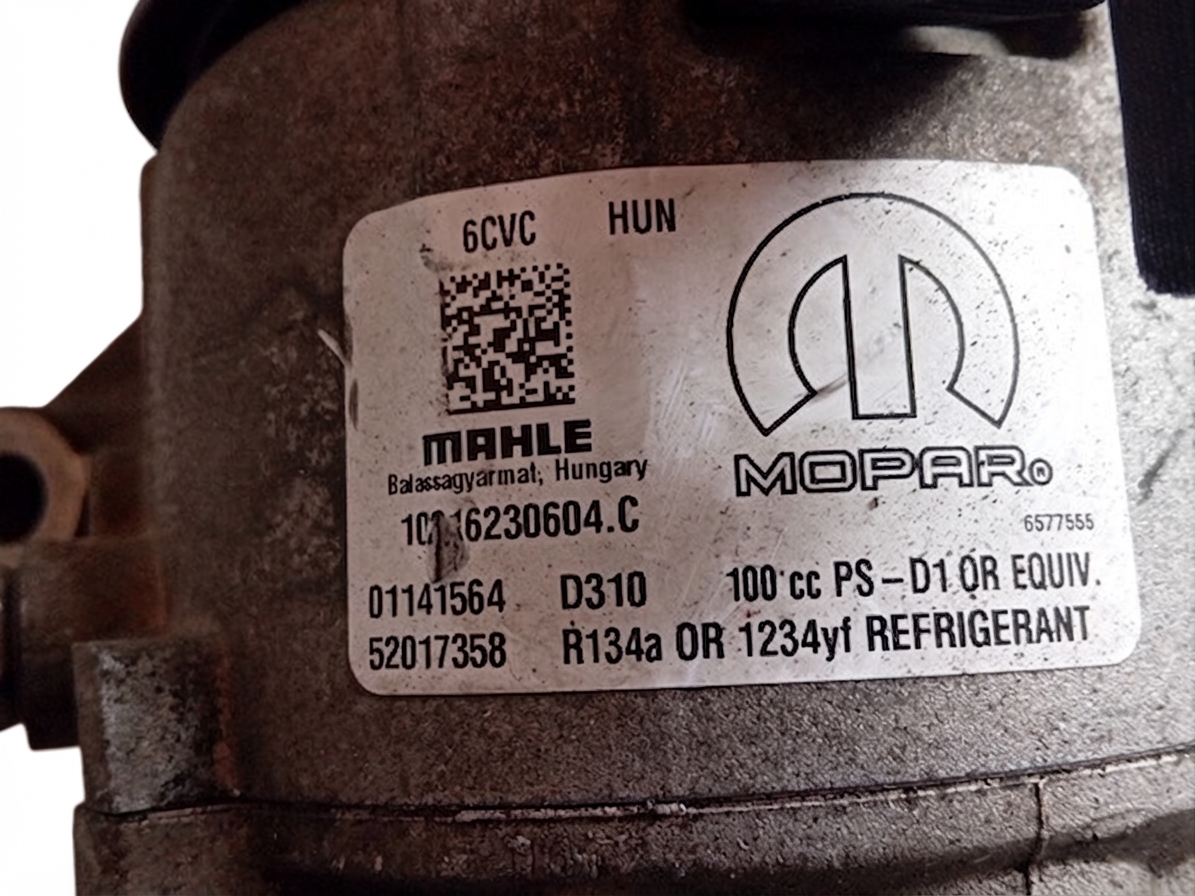 6CVC HUN
MAHLE
Balassagyarmat, Hungary
MOPAR®
6577555
01141564 D310 100 cc PS-D1 OR EQUIV.
52017358 R134a OR 1234yf REFRIGERANT